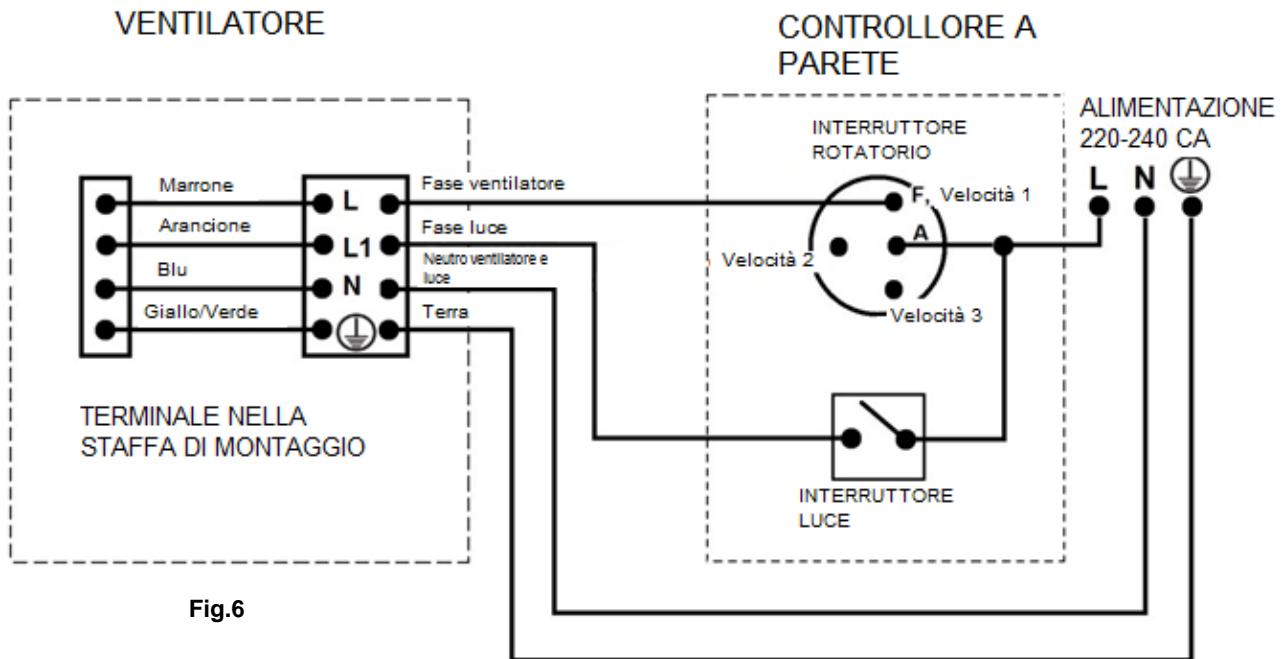 VENTILATORE
CONTROLLORE A
PARETE
ALIMENTAZIONE
220-240 CA
L N
INTERRUTTORE
ROTATORIO
Marrone
L
Fase ventilatore
F, Velocità 1
Arancione
L1
Fase luce
A
Blu
N
Neutro ventilatore e
luce
Velocità 2
Giallo/Verde
Terra
Velocità 3
TERMINALE NELLA
STAFFA DI MONTAGGIO
INTERRUTTORE
LUCE
Fig.6